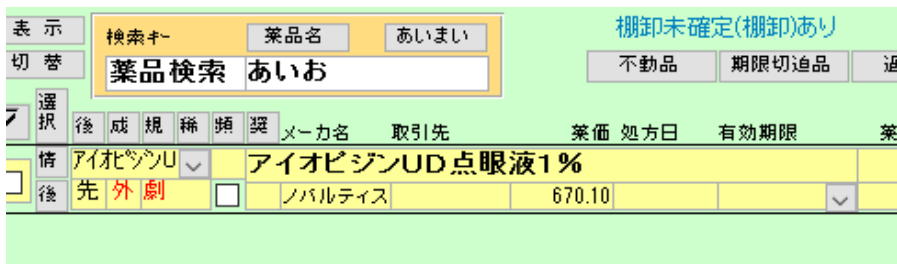 表 示 検索キー 薬品名 あいまい 棚卸未確定(棚卸)あり
切 替 薬品検索 あいお 不動品 期限切迫品
選択 後 成 規 稀 頻 奨 メーカ名 取引先 薬価 処方日 有効期限
情 アイオピジンU アイオピジンUD点眼液1%
後 先 外 劇 ノバルティス 670.10